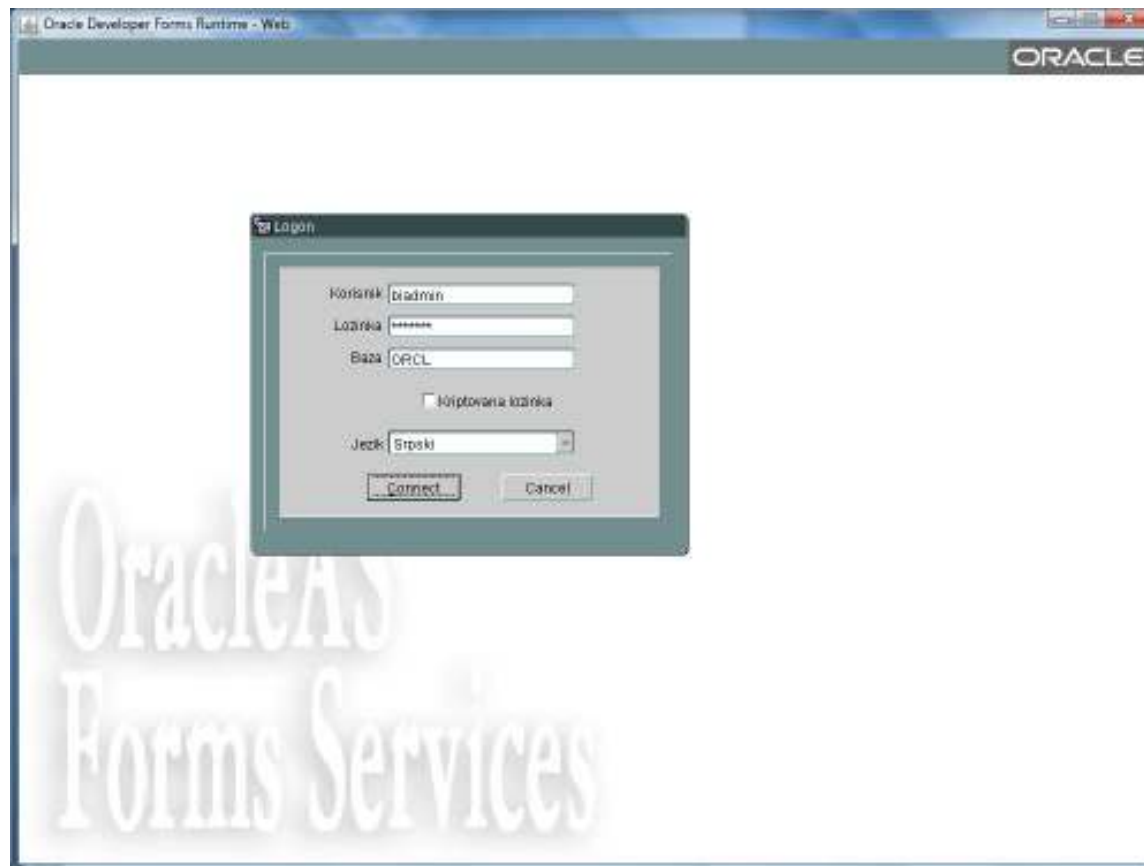 Oracle Developer Forms Runtime - Web
ORACLE
Logon
Korisnik biadmin
Lozinka *******
Baza ORCL
Kriptovana lozinka
Jezik Srpski
Connect Cancel
OracleAS
Forms Services